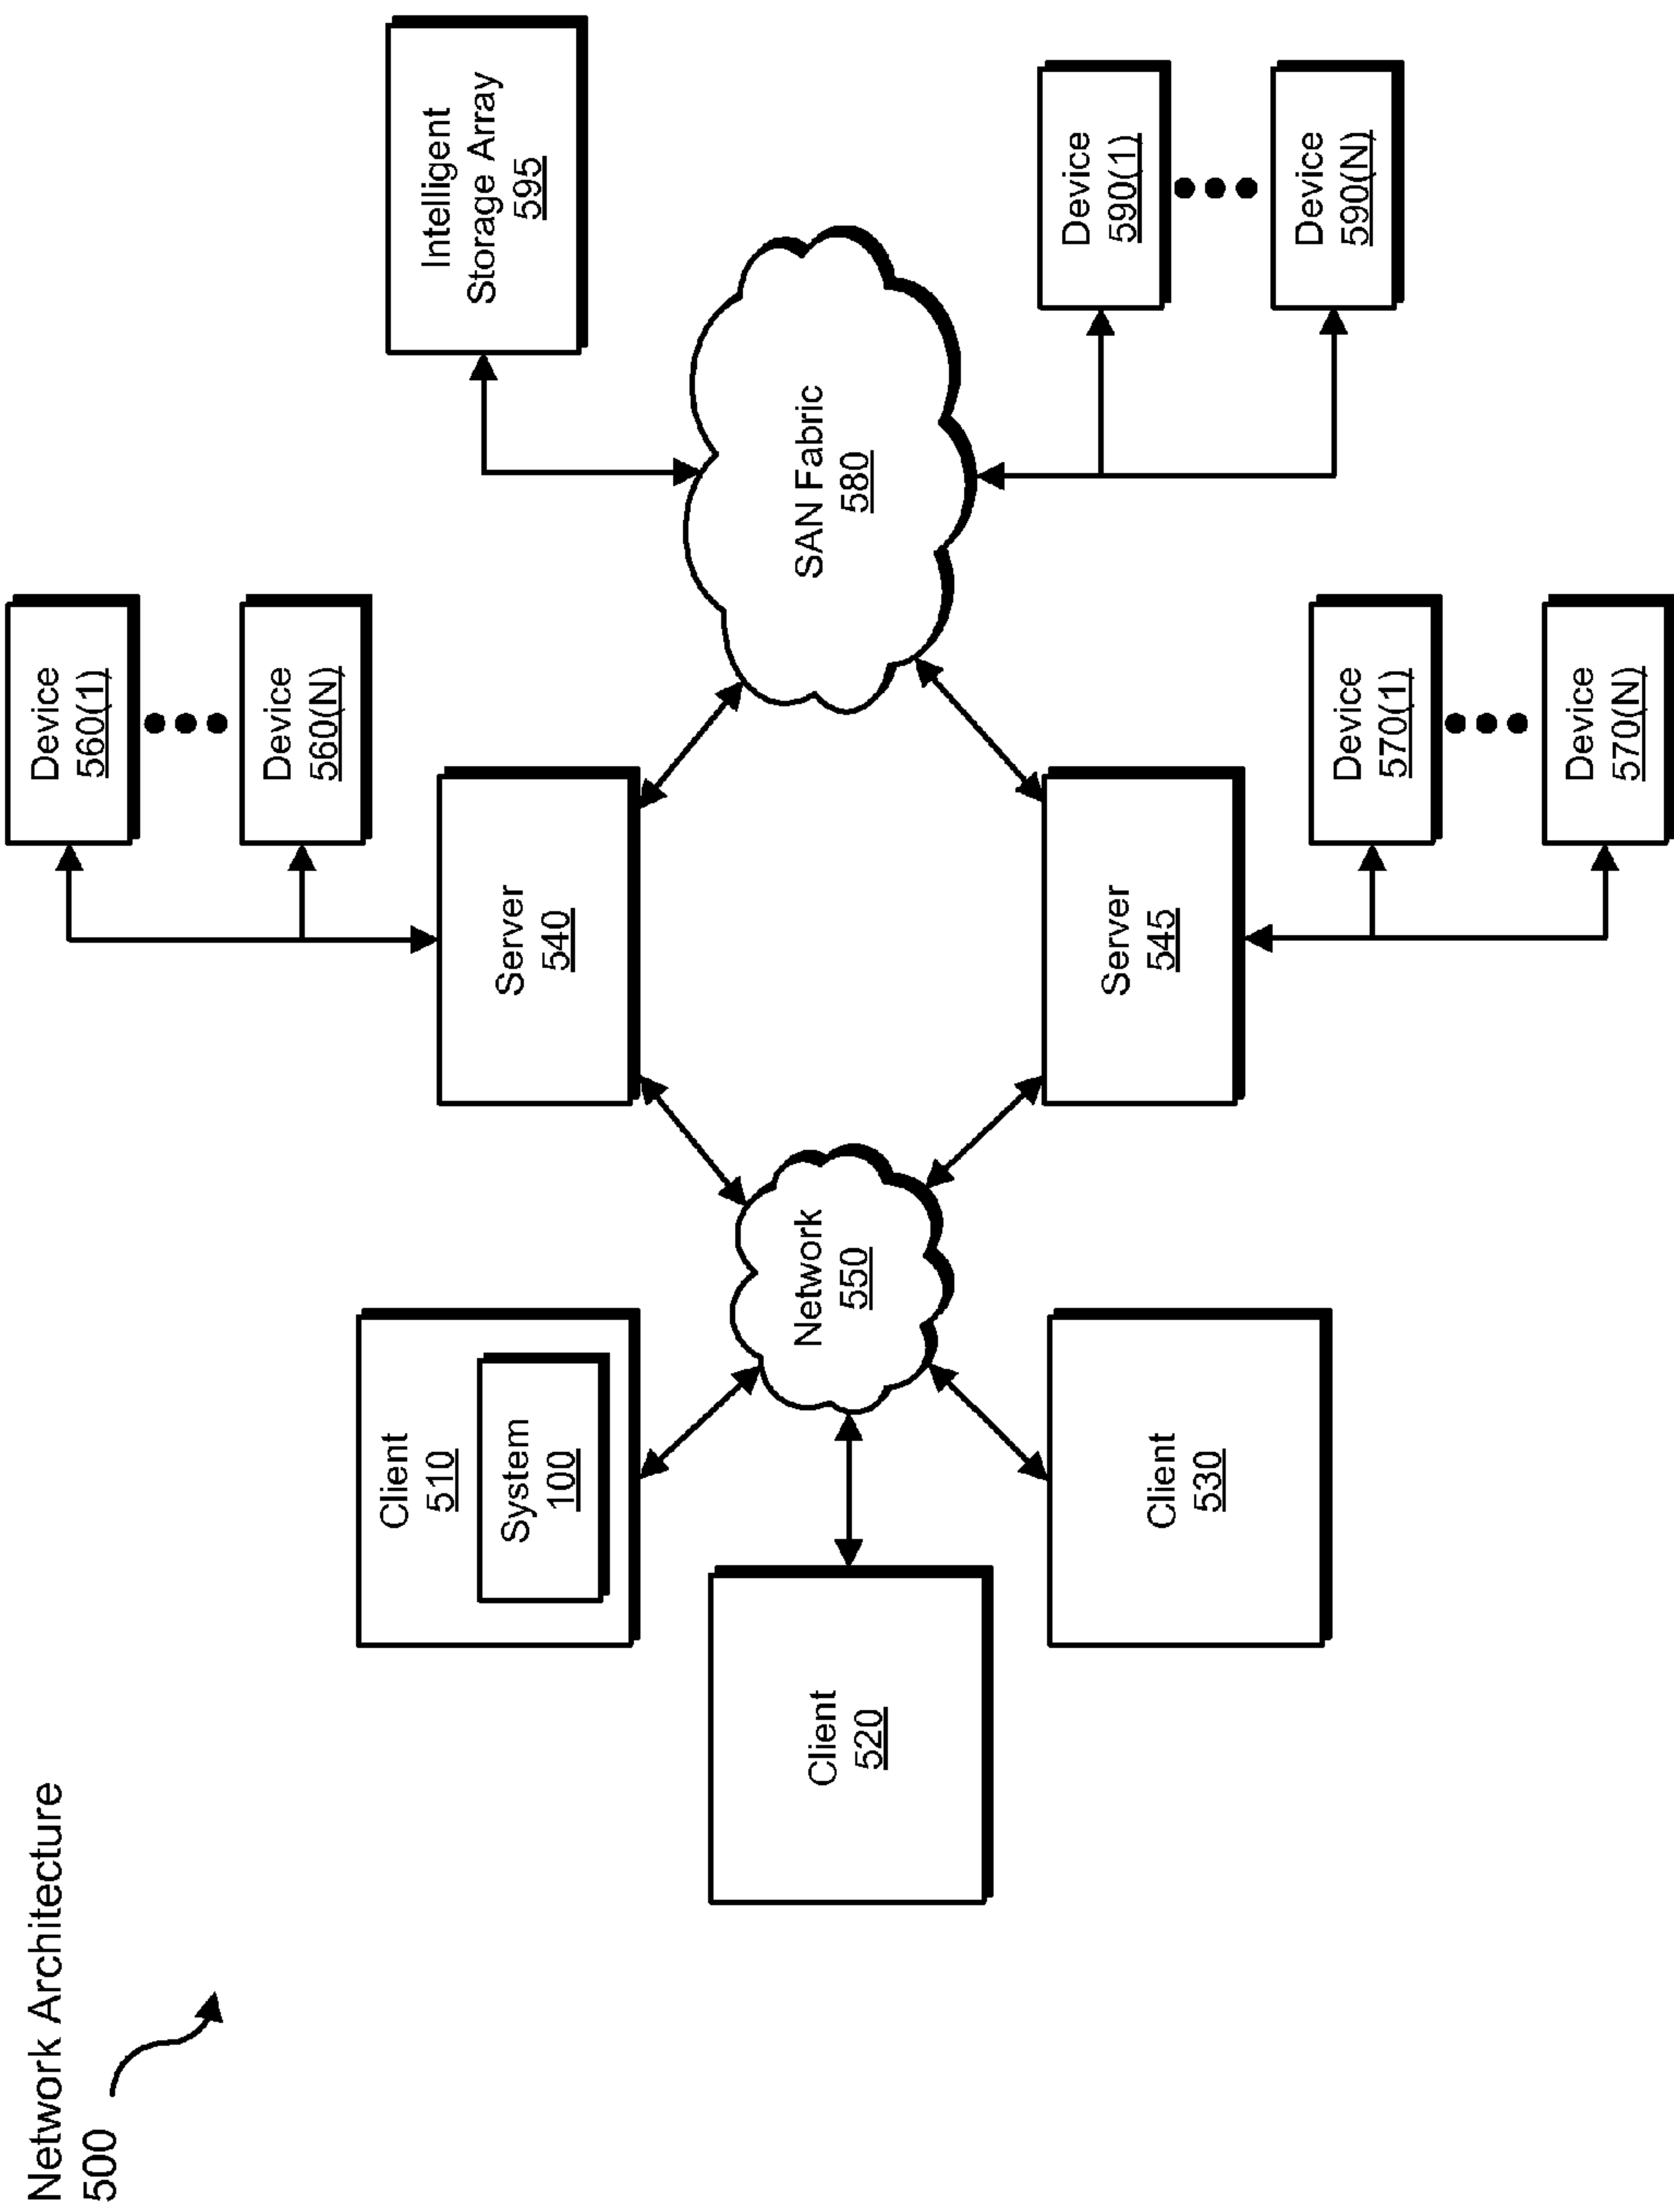 Network Architecture
500
Client
510
System
100
Client
520
Client
530
Network
550
Server
540
Server
545
Device
560(1)
Device
560(N)
Device
570(1)
Device
570(N)
SAN Fabric
580
Intelligent
Storage Array
595
Device
590(1)
Device
590(N)